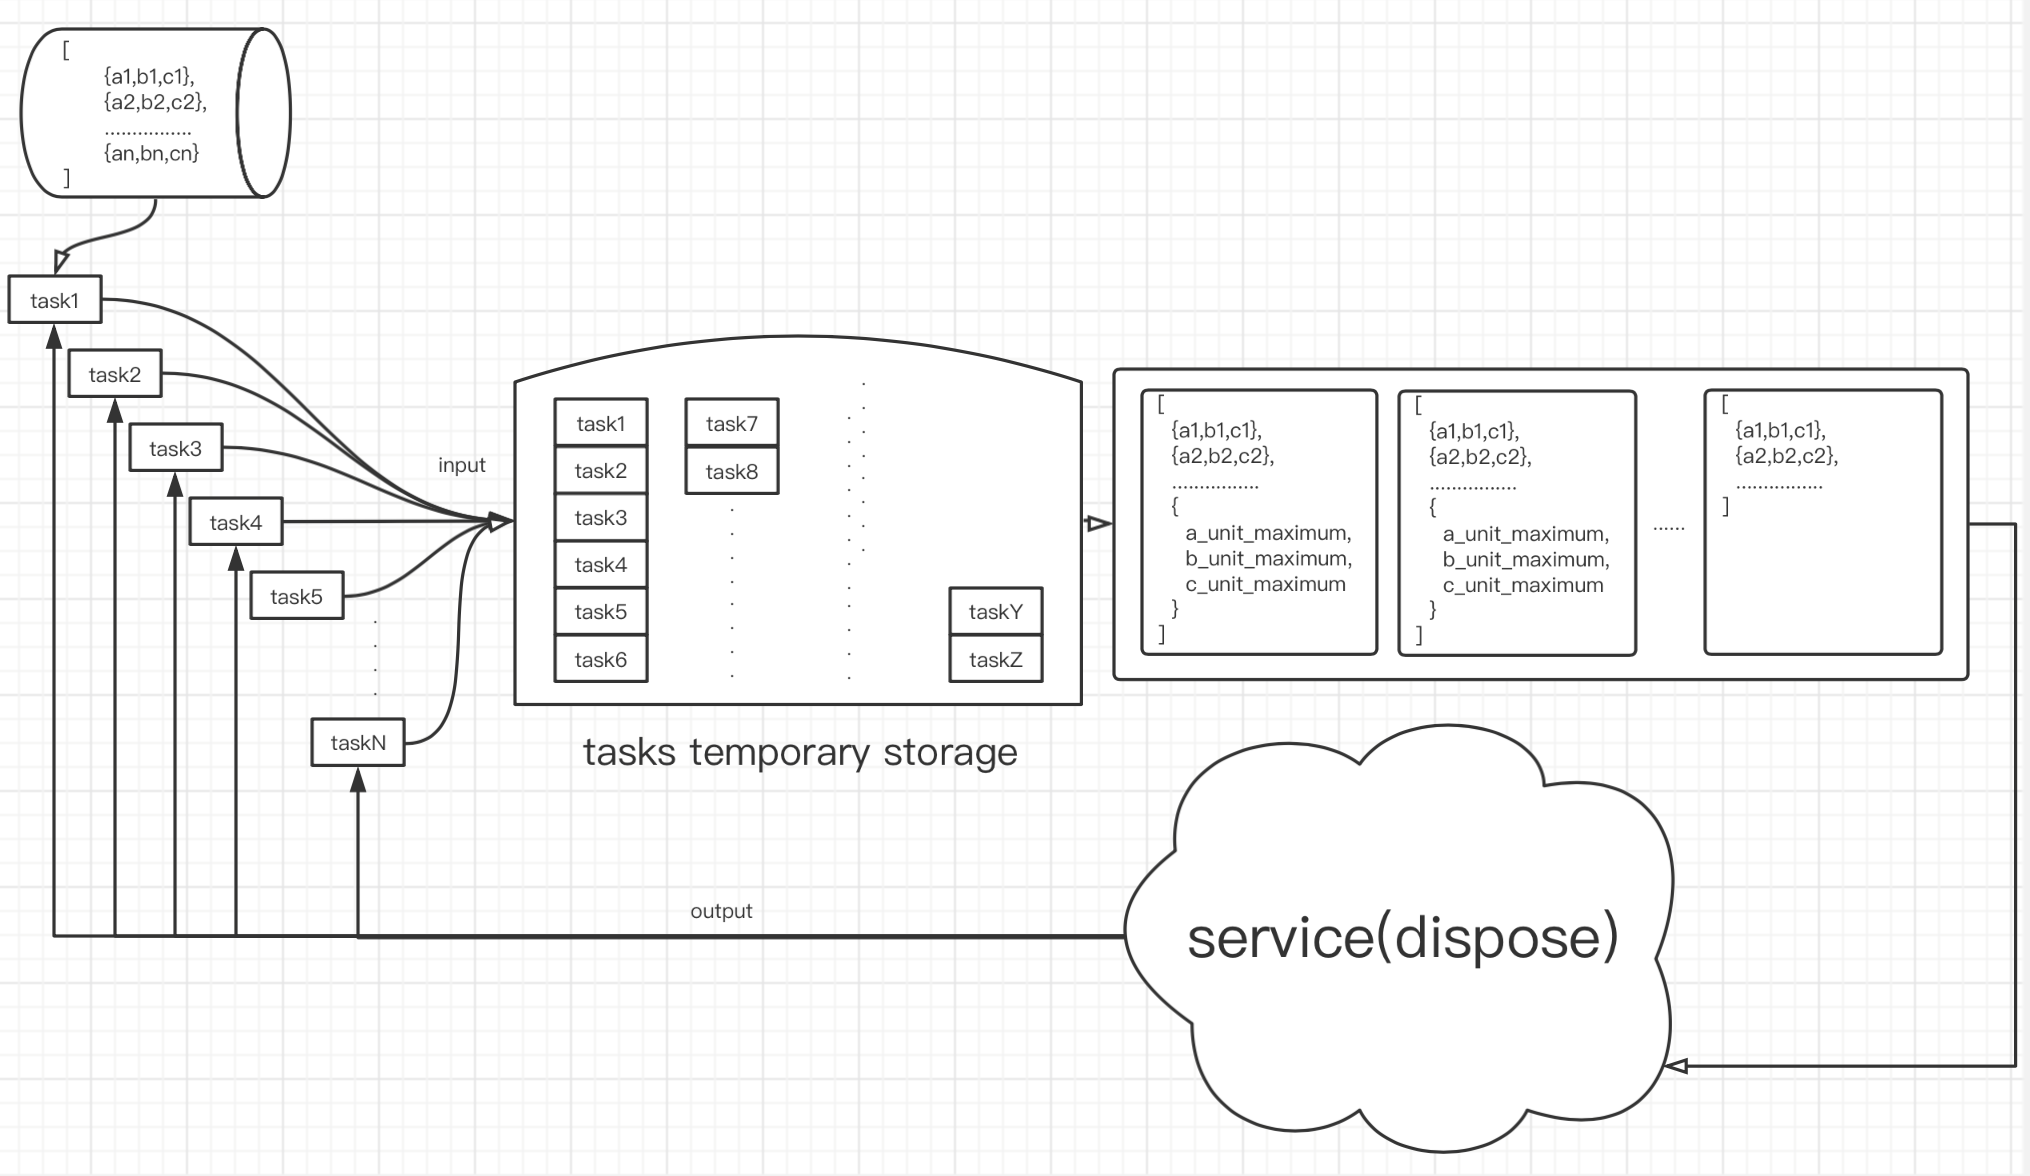 [
{a1,b1,c1},
{a2,b2,c2},
................
{an,bn,cn}
]
task1
task2
task3
task4
task5
taskN
input
task1
task2
task3
task4
task5
task6
task7
task8
taskY
taskZ
tasks temporary storage
[
{a1,b1,c1},
{a2,b2,c2},
................
{
a_unit_maximum,
b_unit_maximum,
c_unit_maximum
}
]
[
{a1,b1,c1},
{a2,b2,c2},
................
{
a_unit_maximum,
b_unit_maximum,
c_unit_maximum
}
]
......
[
{a1,b1,c1},
{a2,b2,c2},
................
]
output
service(dispose)